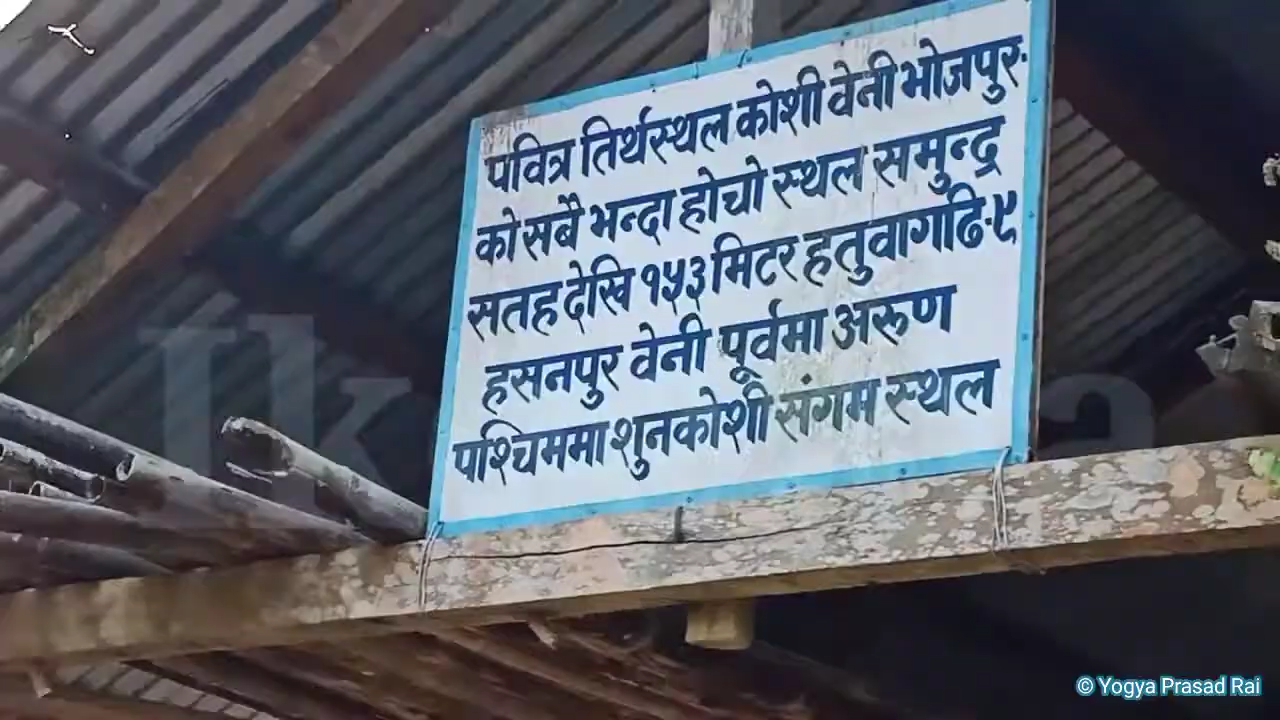 पवित्र तिर्थस्थल कोशी वेनी भोजपुर
को सबै भन्दा होचो स्थल समुन्द्र
सतह देखि १५३ मिटर हतुवागढि-९
हसनपुर वेनी पूर्वमा अरूण
पश्चिममा शुनकोशी संगम स्थल
© Yogya Prasad Rai